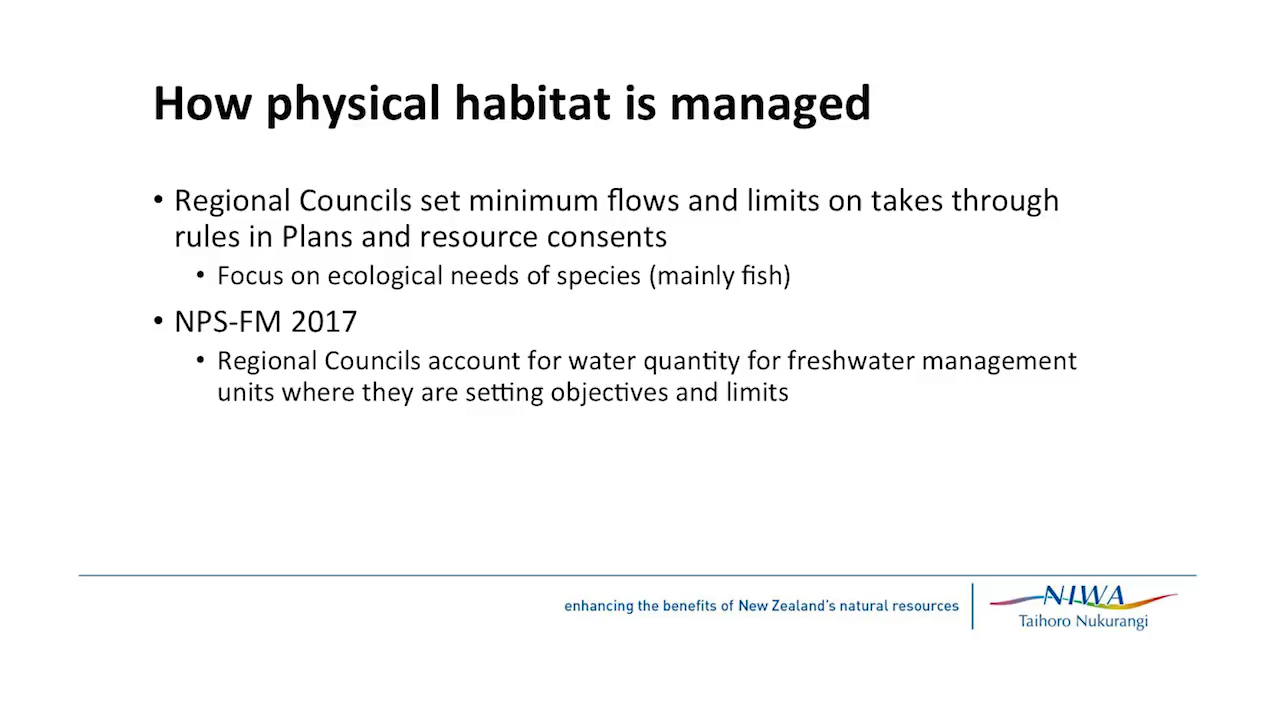 How physical habitat is managed
• Regional Councils set minimum flows and limits on takes through
rules in Plans and resource consents
• Focus on ecological needs of species (mainly fish)
• NPS-FM 2017
• Regional Councils account for water quantity for freshwater management
units where they are setting objectives and limits
enhancing the benefits of New Zealand's natural resources
NIWA
Taihoro Nukurangi